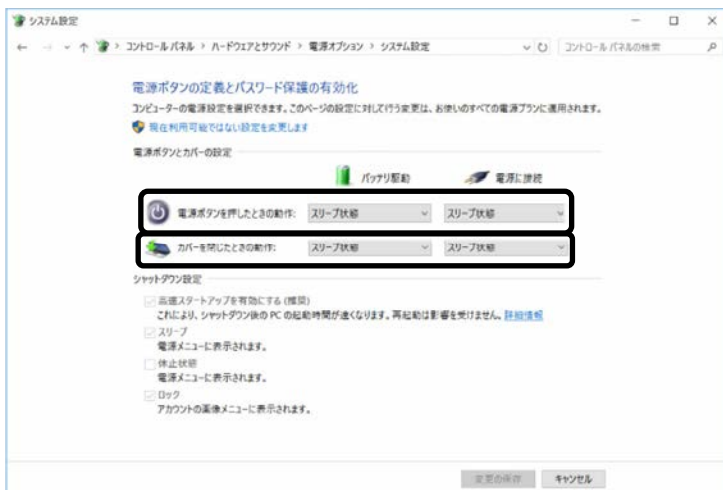 システム設定
コントロール パネル > ハードウェアとサウンド > 電源オプション > システム設定 コントロール パネルの検索
電源ボタンの定義とパスワード保護の有効化
コンピューターの電源設定を選択できます。このページの設定に対して行う変更は、お使いのすべての電源プランに適用されます。
現在利用可能ではない設定を変更します
電源ボタンとカバーの設定
バッテリ駆動 電源に接続
電源ボタンを押したときの動作: スリープ状態 スリープ状態
カバーを閉じたときの動作: スリープ状態 スリープ状態
シャットダウン設定
高速スタートアップを有効にする (推奨)
これにより、シャットダウン後の PC の起動時間が速くなります。再起動は影響を受けません。詳細情報
スリープ
電源メニューに表示されます。
休止状態
電源メニューに表示されます。
ロック
アカウントの画像メニューに表示されます。
変更の保存 キャンセル